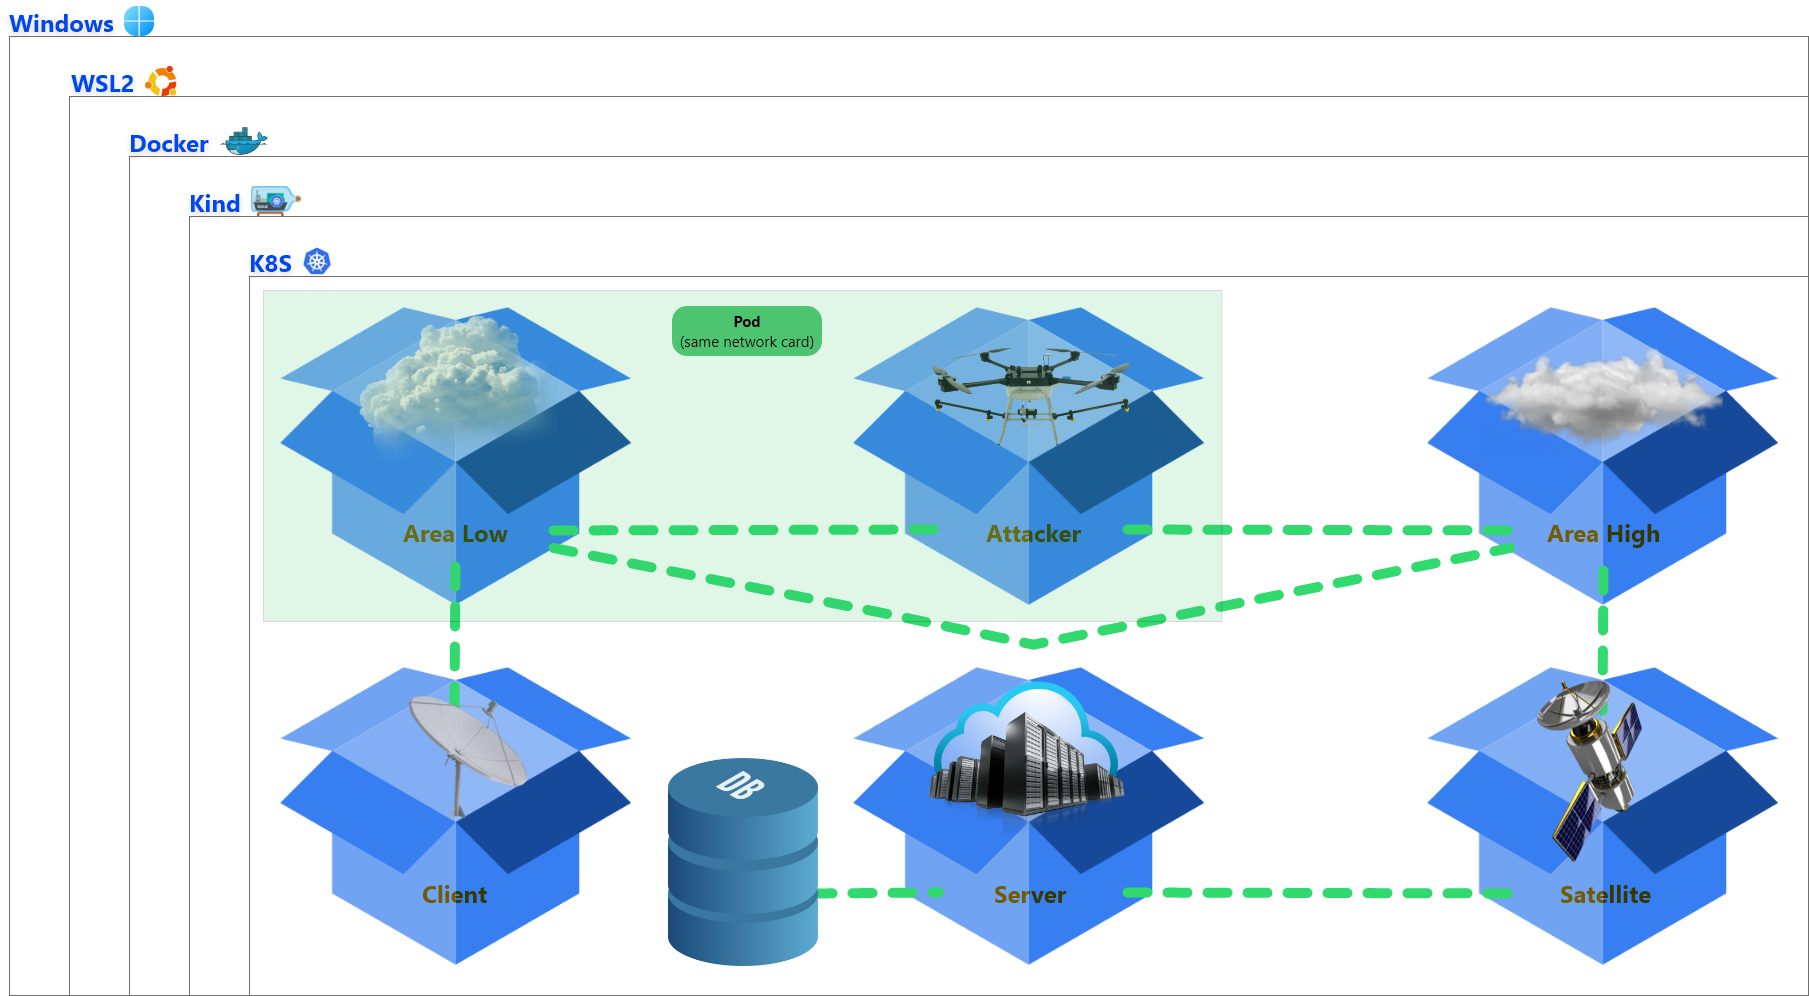 Windows
WSL2
Docker
Kind
K8S
Pod
(same network card)
Area Low
Attacker
Area High
DB
Client
Server
Satellite